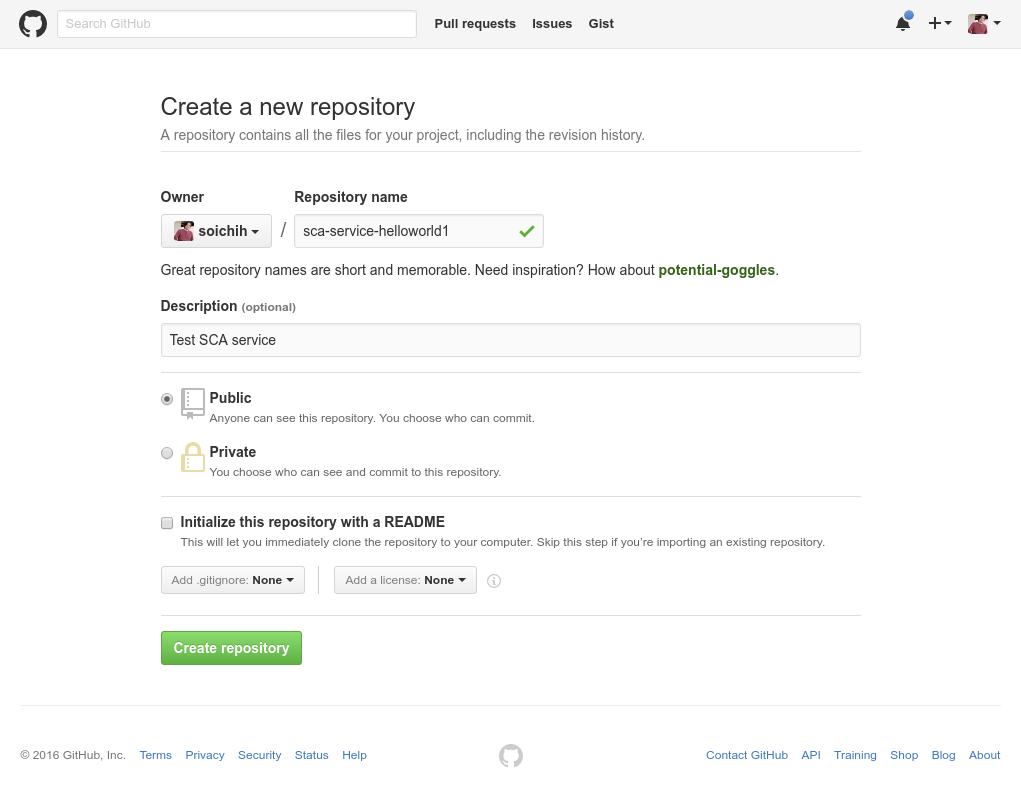 Search GitHub Pull requests Issues Gist
Create a new repository
A repository contains all the files for your project, including the revision history.
Owner Repository name
soichih / sca-service-helloworld1
Great repository names are short and memorable. Need inspiration? How about potential-goggles.
Description (optional)
Test SCA service
Public
Anyone can see this repository. You choose who can commit.
Private
You choose who can see and commit to this repository.
Initialize this repository with a README
This will let you immediately clone the repository to your computer. Skip this step if you’re importing an existing repository.
Add .gitignore: None Add a license: None
Create repository
© 2016 GitHub, Inc. Terms Privacy Security Status Help Contact GitHub API Training Shop Blog About